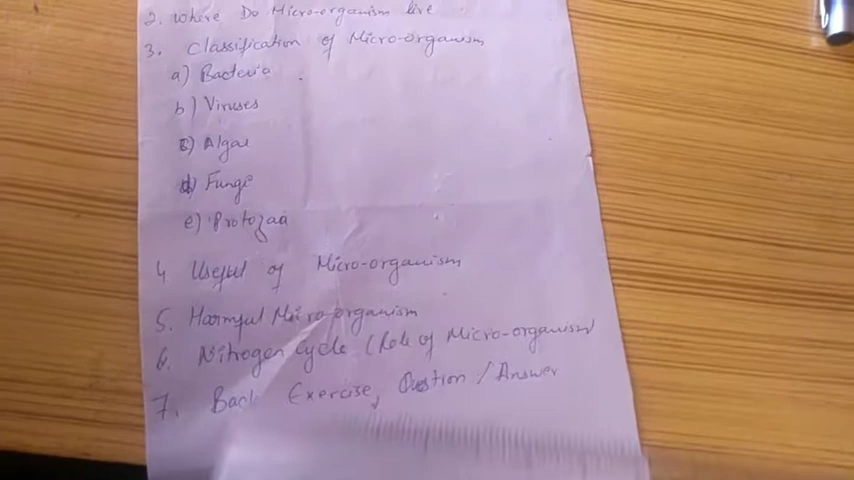 2. Where Do Micro-organism live
3. Classification of Micro-organism
a) Bacteria
b) Viruses
c) Algae
d) Fungi
e) Protozaa
4 Useful of Micro-organism
5. Harmful Micro-organism
6. Nitrogen Cycle (Role of Micro-organism)
7. Back Exercise, Question / Answer